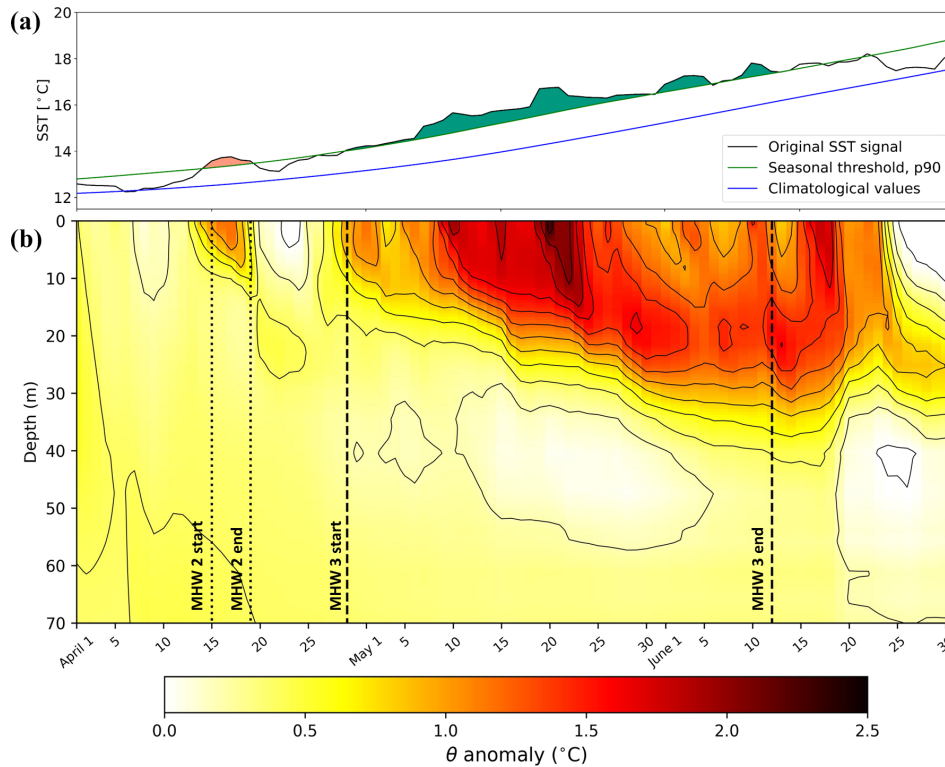 (a)
20
18
16
14
12
SST [°C]
Original SST signal
Seasonal threshold, p90
Climatological values
(b)
0
10
20
30
40
50
60
70
Depth (m)
MHW 2 start
MHW 2 end
MHW 3 start
MHW 3 end
April 1 5 10 15 20 25 May 1 5 10 15 20 25 30 June 1 5 10 15 20 25 30
0.0 0.5 1.0 1.5 2.0 2.5
θ anomaly (°C)